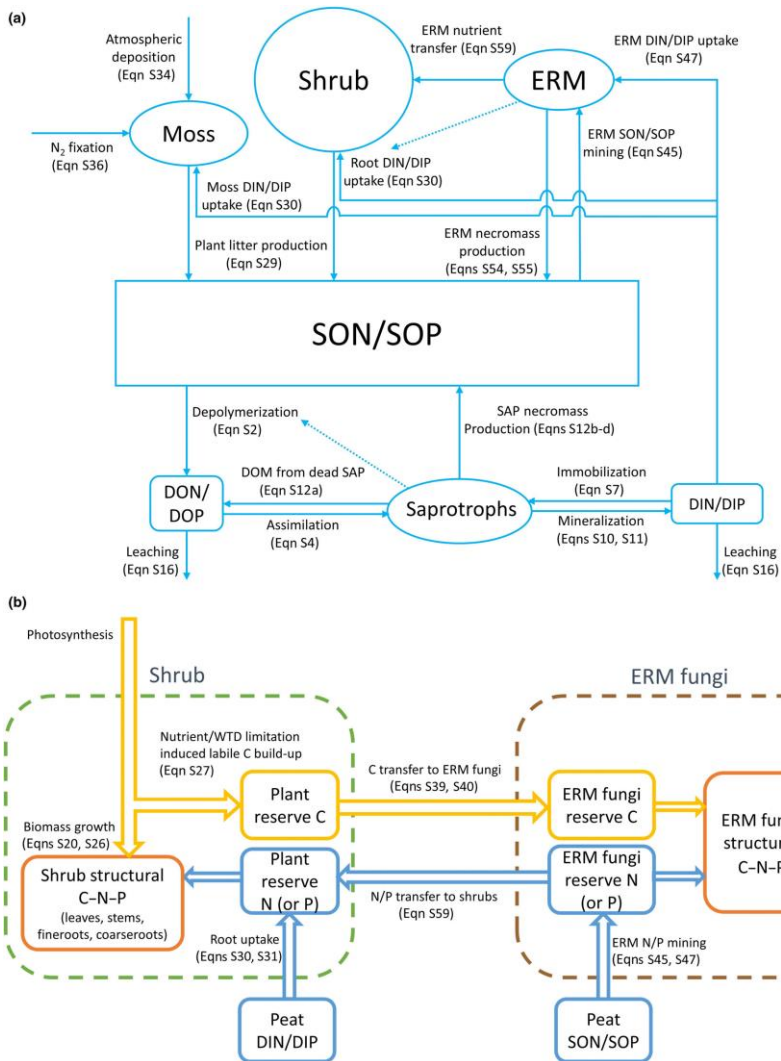 (a)
Atmospheric
deposition
(Eqn S34)
N₂ fixation
(Eqn S36)
Moss
Shrub
ERM nutrient
transfer (Eqn S59)
ERM
ERM DIN/DIP uptake
(Eqn S47)
ERM SON/SOP
mining (Eqn S45)
Root DIN/DIP
uptake (Eqn S30)
Moss DIN/DIP
uptake (Eqn S30)
Plant litter production
(Eqn S29)
ERM necromass
production
(Eqns S54, S55)
SON/SOP
Depolymerization
(Eqn S2)
SAP necromass
Production (Eqns S12b-d)
DOM from dead SAP
(Eqn S12a)
DON/
DOP
Assimilation
(Eqn S4)
Saprotrophs
Immobilization
(Eqn S7)
Mineralization
(Eqns S10, S11)
DIN/DIP
Leaching
(Eqn S16)
Leaching
(Eqn S16)
(b)
Photosynthesis
Shrub
ERM fungi
Nutrient/WTD limitation
induced labile C build-up
(Eqn S27)
Plant
reserve C
C transfer to ERM fungi
(Eqns S39, S40)
ERM fungi
reserve C
Biomass growth
(Eqns S20, S26)
Shrub structural
C–N–P
(leaves, stems,
fineroots, coarseroots)
Plant
reserve
N (or P)
N/P transfer to shrubs
(Eqn S59)
ERM fungi
reserve N
(or P)
ERM fun
structur
C–N–P
Root uptake
(Eqns S30, S31)
ERM N/P mining
(Eqns S45, S47)
Peat
DIN/DIP
Peat
SON/SOP